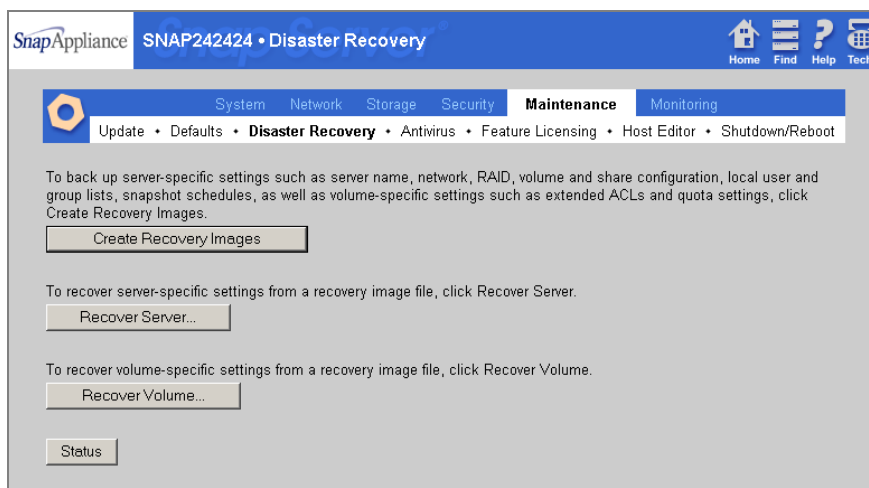 SnapAppliance
SNAP242424 • Disaster Recovery
Snap Server®
Home Find Help
System Network Storage Security Maintenance Monitoring
Update • Defaults • Disaster Recovery • Antivirus • Feature Licensing • Host Editor • Shutdown/Reboot
To back up server-specific settings such as server name, network, RAID, volume and share configuration, local user and
group lists, snapshot schedules, as well as volume-specific settings such as extended ACLs and quota settings, click
Create Recovery Images.
Create Recovery Images
To recover server-specific settings from a recovery image file, click Recover Server.
Recover Server...
To recover volume-specific settings from a recovery image file, click Recover Volume.
Recover Volume...
Status